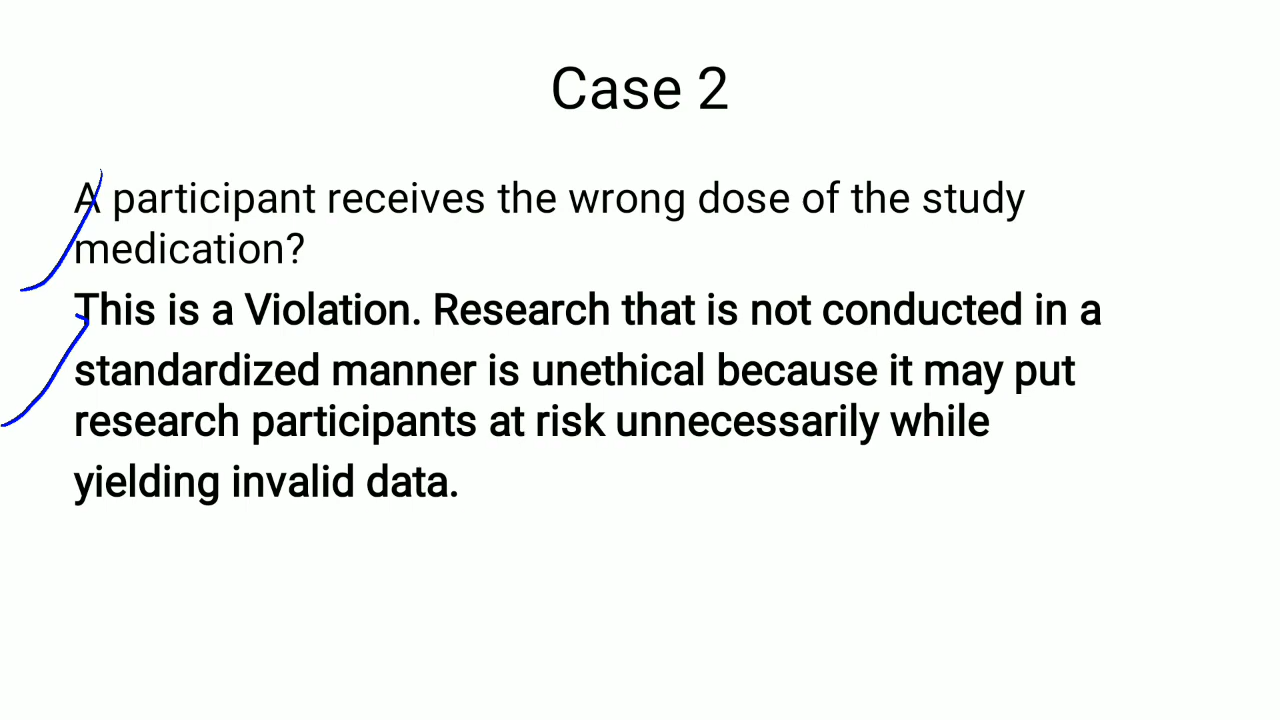 Case 2
A participant receives the wrong dose of the study
medication?
This is a Violation. Research that is not conducted in a
standardized manner is unethical because it may put
research participants at risk unnecessarily while
yielding invalid data.